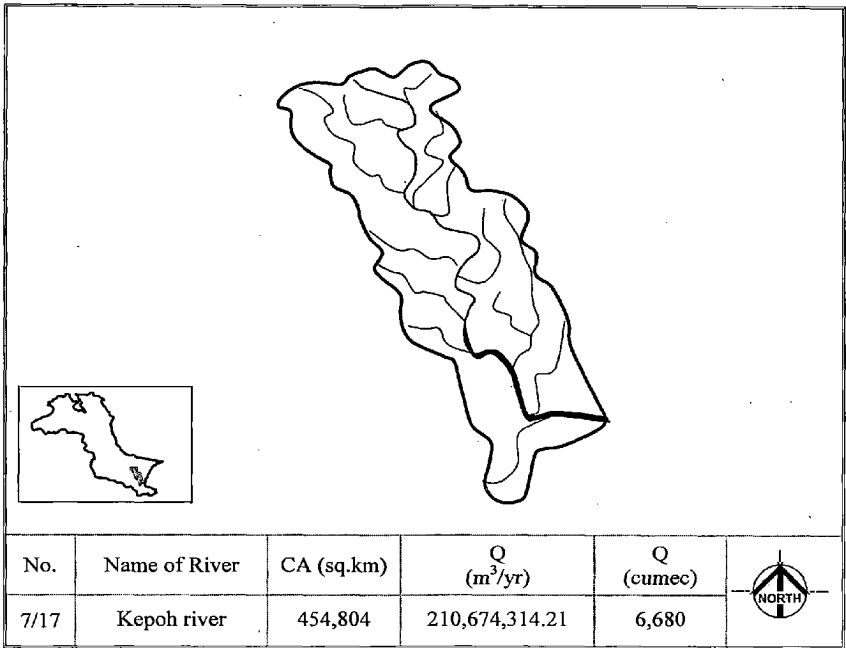 No. Name of River CA (sq.km) Q (m³/yr) Q (cumec)
7/17 Kepoh river 454,804 210,674,314.21 6,680
NORTH